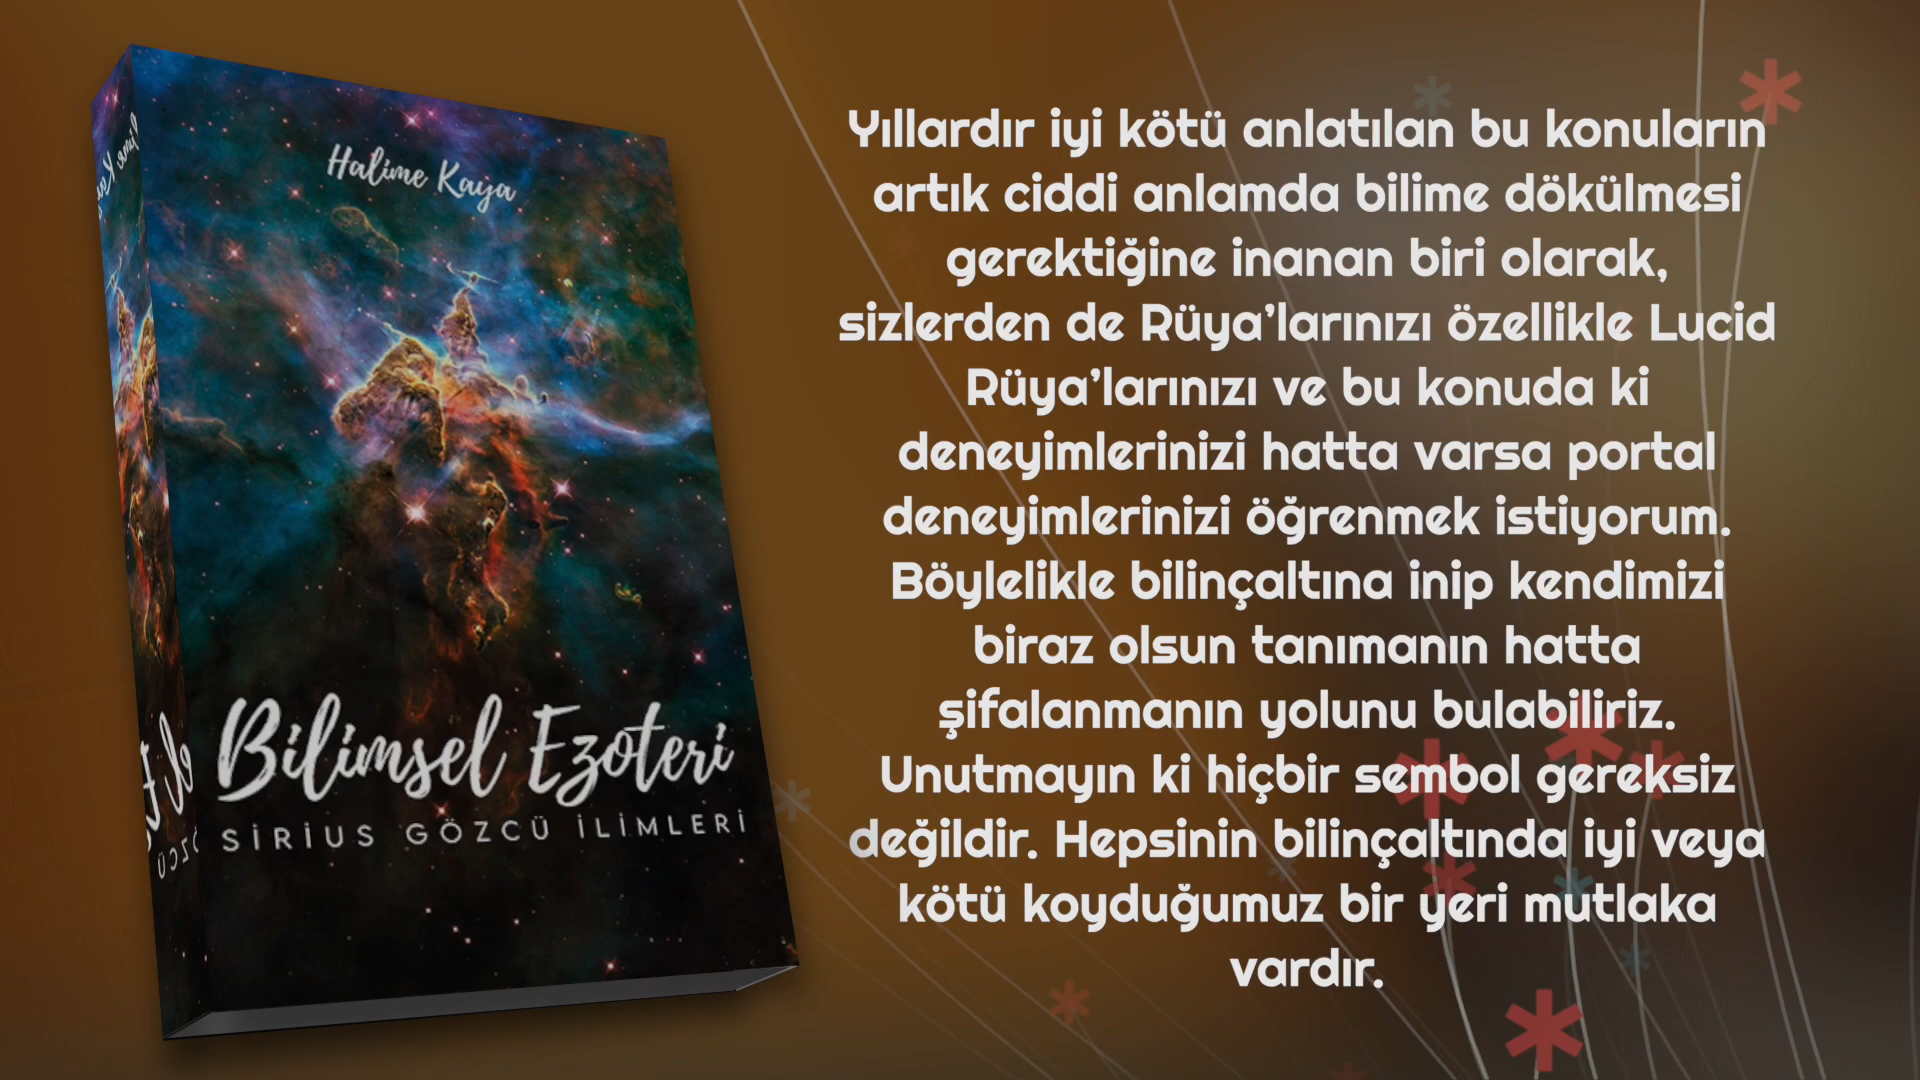 Halime Kaya
Bilimsel Ezoteri
SİRİUS GÖZCÜ İLİMLERİ
Yıllardır iyi kötü anlatılan bu konuların
artık ciddi anlamda bilime dökülmesi
gerektiğine inanan biri olarak,
sizlerden de Rüya’larınızı özellikle Lucid
Rüya’larınızı ve bu konuda ki
deneyimlerinizi hatta varsa portal
deneyimlerinizi öğrenmek istiyorum.
Böylelikle bilinçaltına inip kendimizi
biraz olsun tanımanın hatta
şifalanmanın yolunu bulabiliriz.
Unutmayın ki hiçbir sembol gereksiz
değildir. Hepsinin bilinçaltında iyi veya
kötü koyduğumuz bir yeri mutlaka
vardır.